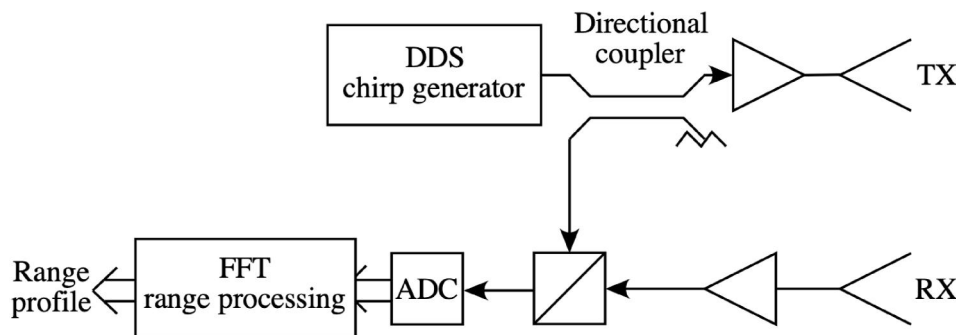 Directional
coupler
DDS
chirp generator
TX
Range
profile
FFT
range processing
ADC
RX